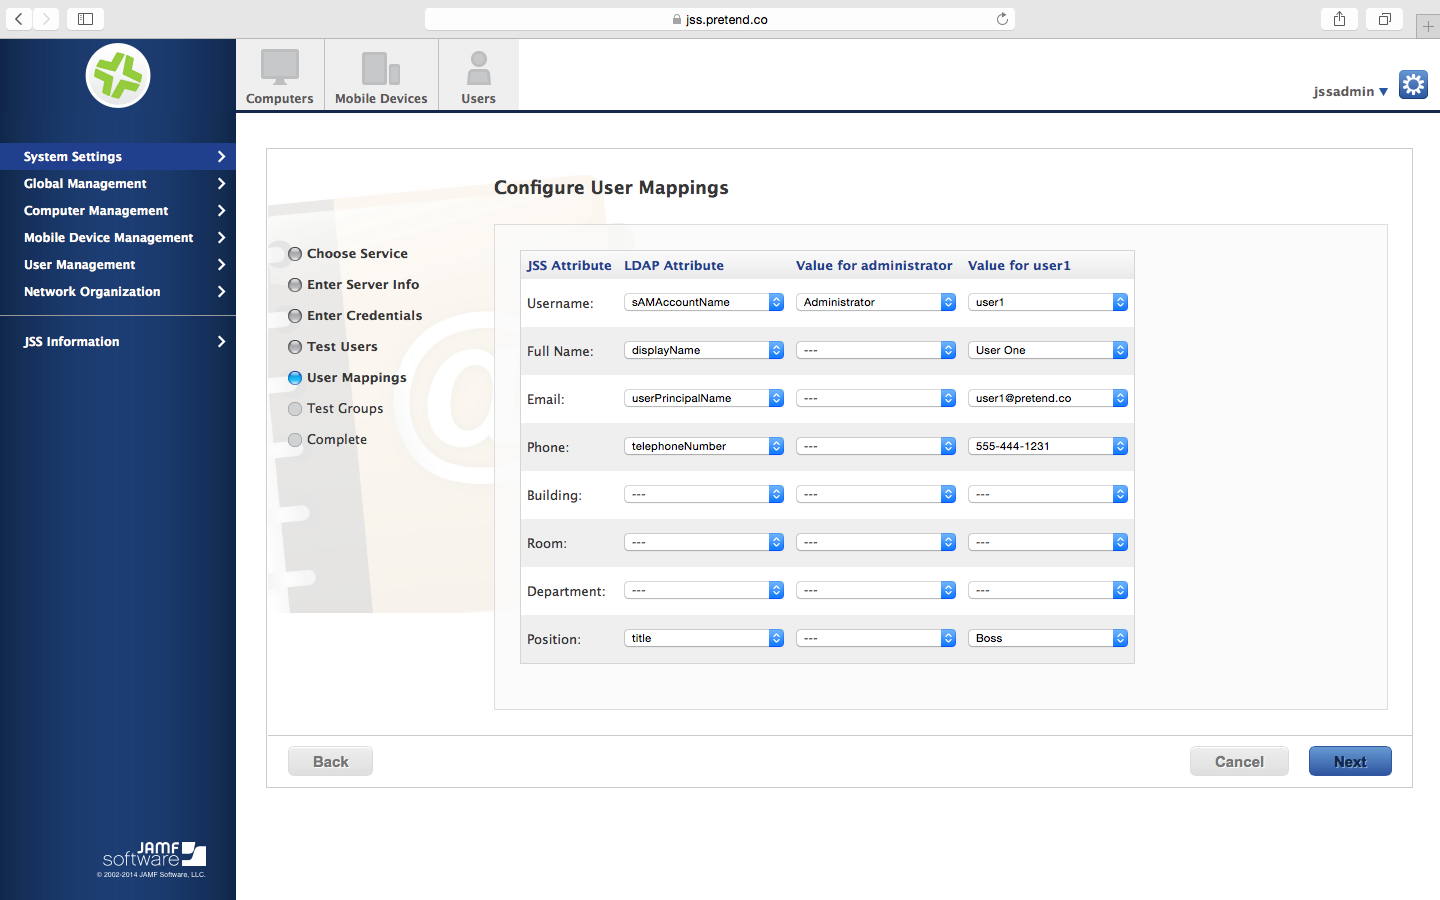 jss.pretend.co
Computers
Mobile Devices
Users
jssadmin
System Settings
Global Management
Computer Management
Mobile Device Management
User Management
Network Organization
JSS Information
Configure User Mappings
Choose Service
Enter Server Info
Enter Credentials
Test Users
User Mappings
Test Groups
Complete
JSS Attribute LDAP Attribute Value for administrator Value for user1
Username: sAMAccountName Administrator user1
Full Name: displayName --- User One
Email: userPrincipalName --- user1@pretend.co
Phone: telephoneNumber --- 555-444-1231
Building: --- --- ---
Room: --- --- ---
Department: --- --- ---
Position: title --- Boss
Back
Cancel
Next
JAMF
software
© 2002-2014 JAMF Software, LLC.